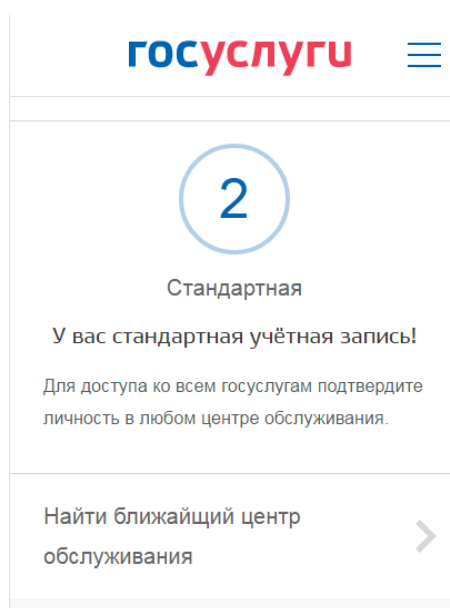 госуслуги
2
Стандартная
У вас стандартная учётная запись!
Для доступа ко всем госуслугам подтвердите
личность в любом центре обслуживания.
Найти ближайщий центр
обслуживания